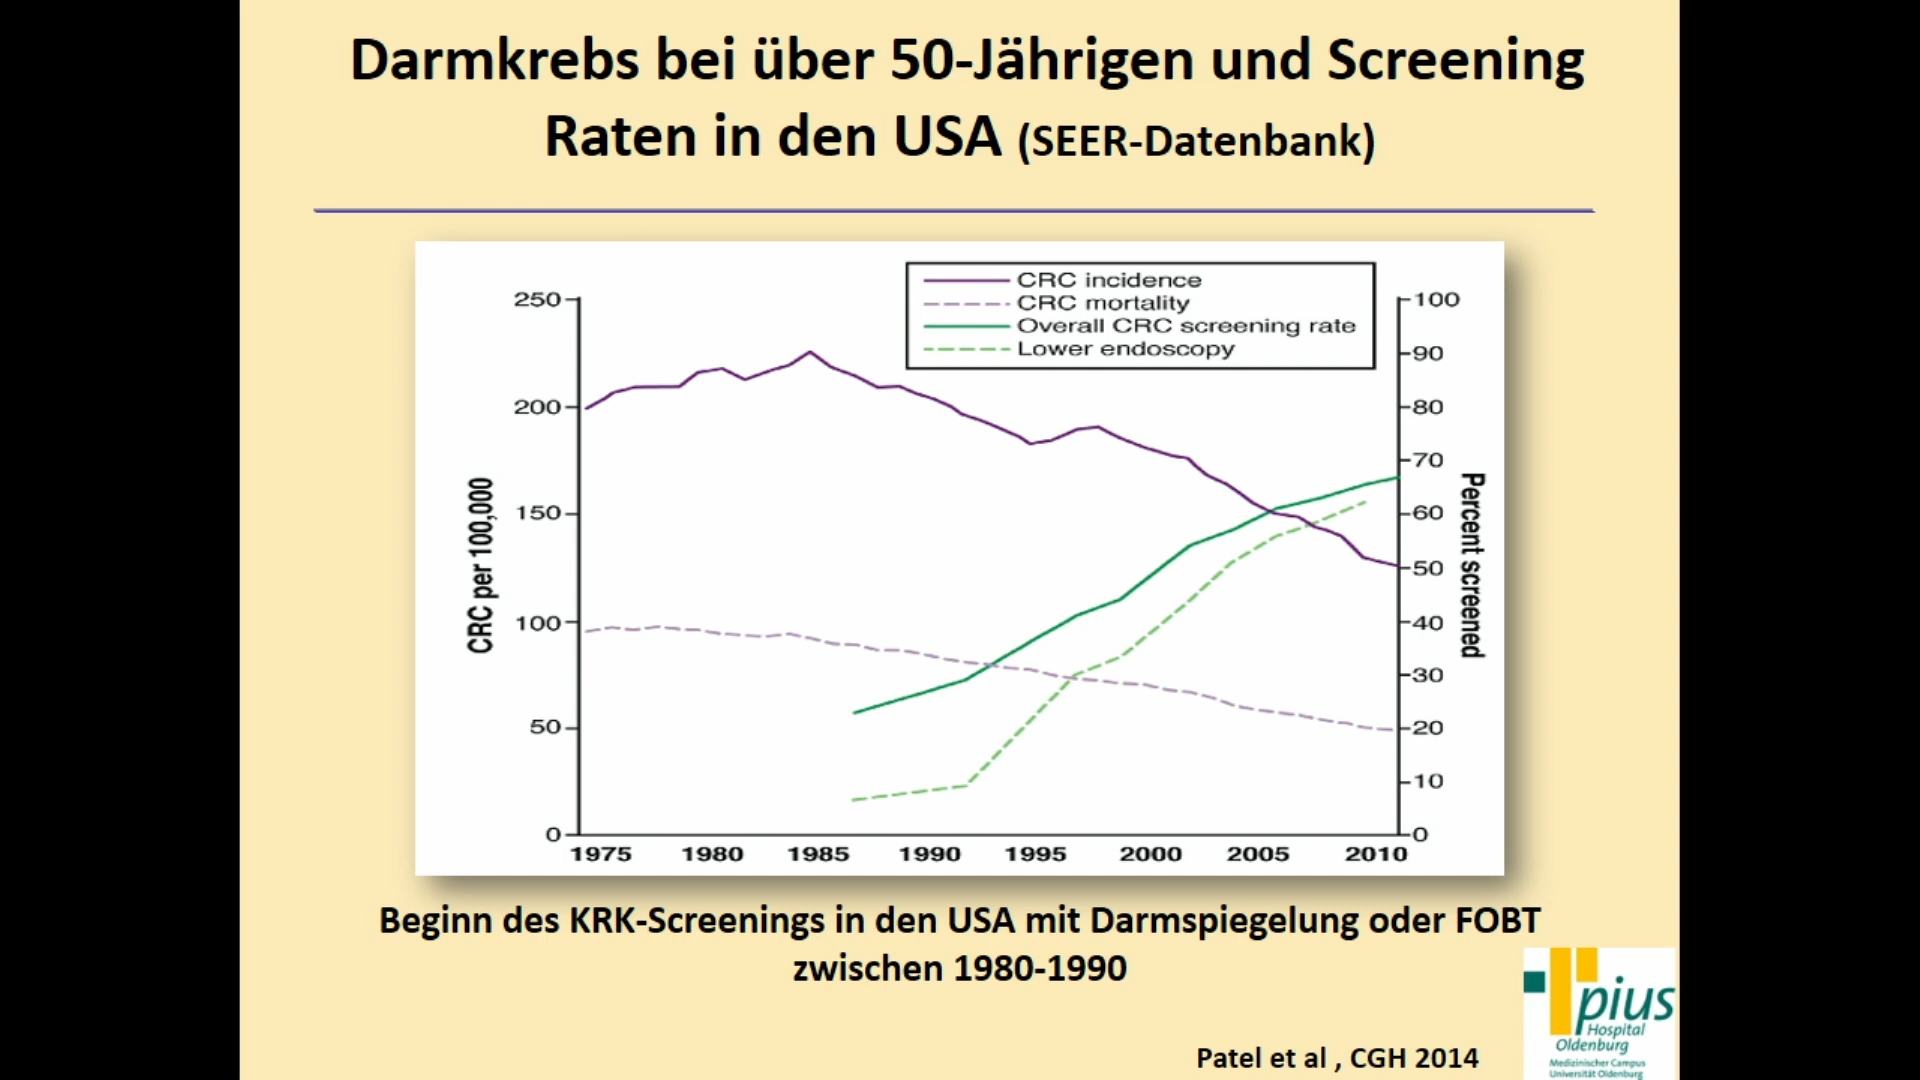 Darmkrebs bei über 50-Jährigen und Screening
Raten in den USA (SEER-Datenbank)
CRC incidence
CRC mortality
Overall CRC screening rate
Lower endoscopy
250
200
150
100
50
0
CRC per 100,000
100
90
80
70
60
50
40
30
20
10
0
Percent screened
1975 1980 1985 1990 1995 2000 2005 2010
Beginn des KRK-Screenings in den USA mit Darmspiegelung oder FOBT
zwischen 1980-1990
Patel et al , CGH 2014
pius
Hospital
Oldenburg
Medizinischer Campus
Universität Oldenburg